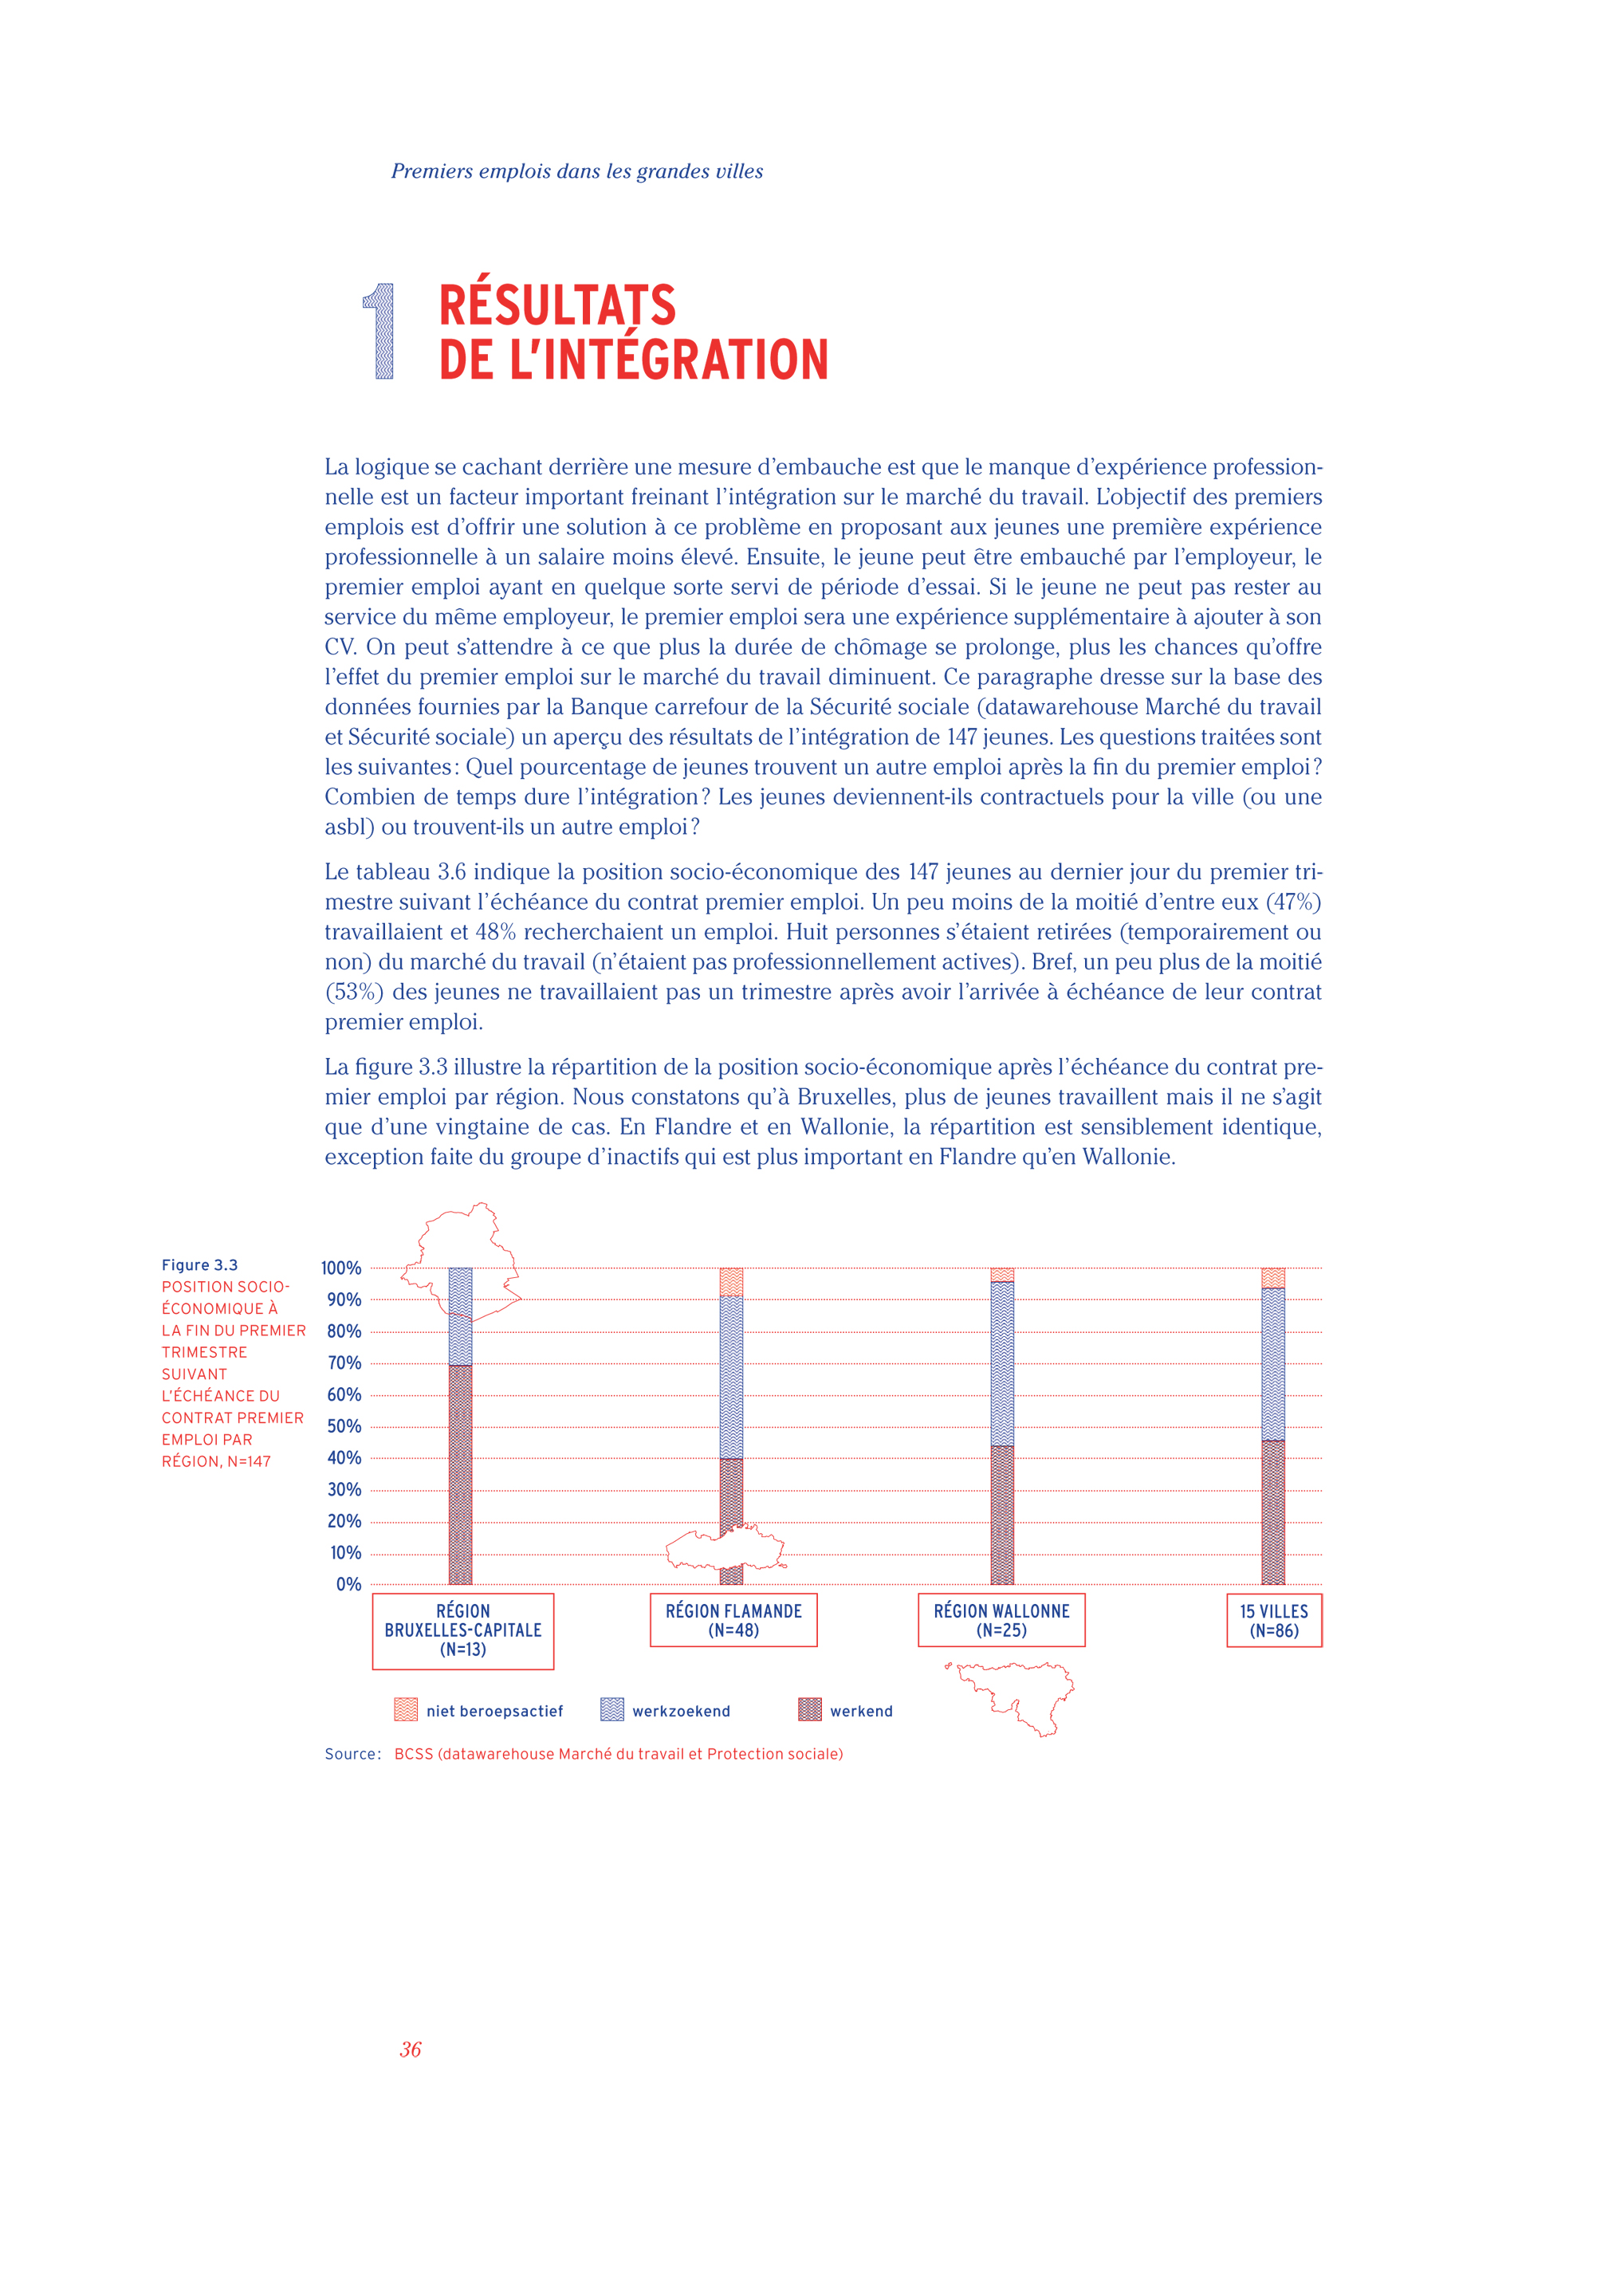 Premiers emplois dans les grandes villes
1 RÉSULTATS
DE L’INTÉGRATION
La logique se cachant derrière une mesure d’embauche est que le manque d’expérience profession-
nelle est un facteur important freinant l’intégration sur le marché du travail. L’objectif des premiers
emplois est d’offrir une solution à ce problème en proposant aux jeunes une première expérience
professionnelle à un salaire moins élevé. Ensuite, le jeune peut être embauché par l’employeur, le
premier emploi ayant en quelque sorte servi de période d’essai. Si le jeune ne peut pas rester au
service du même employeur, le premier emploi sera une expérience supplémentaire à ajouter à son
CV. On peut s’attendre à ce que plus la durée de chômage se prolonge, plus les chances qu’offre
l’effet du premier emploi sur le marché du travail diminuent. Ce paragraphe dresse sur la base des
données fournies par la Banque carrefour de la Sécurité sociale (datawarehouse Marché du travail
et Sécurité sociale) un aperçu des résultats de l’intégration de 147 jeunes. Les questions traitées sont
les suivantes : Quel pourcentage de jeunes trouvent un autre emploi après la fin du premier emploi ?
Combien de temps dure l’intégration ? Les jeunes deviennent-ils contractuels pour la ville (ou une
asbl) ou trouvent-ils un autre emploi ?
Le tableau 3.6 indique la position socio-économique des 147 jeunes au dernier jour du premier tri-
mestre suivant l’échéance du contrat premier emploi. Un peu moins de la moitié d’entre eux (47%)
travaillaient et 48% recherchaient un emploi. Huit personnes s’étaient retirées (temporairement ou
non) du marché du travail (n’étaient pas professionnellement actives). Bref, un peu plus de la moitié
(53%) des jeunes ne travaillaient pas un trimestre après avoir l’arrivée à échéance de leur contrat
premier emploi.
La figure 3.3 illustre la répartition de la position socio-économique après l’échéance du contrat pre-
mier emploi par région. Nous constatons qu’à Bruxelles, plus de jeunes travaillent mais il ne s’agit
que d’une vingtaine de cas. En Flandre et en Wallonie, la répartition est sensiblement identique,
exception faite du groupe d’inactifs qui est plus important en Flandre qu’en Wallonie.
Figure 3.3
POSITION SOCIO-
ÉCONOMIQUE À
LA FIN DU PREMIER
TRIMESTRE
SUIVANT
L’ÉCHÉANCE DU
CONTRAT PREMIER
EMPLOI PAR
RÉGION, N=147
100%
90%
80%
70%
60%
50%
40%
30%
20%
10%
0%
RÉGION
BRUXELLES-CAPITALE
(N=13)
RÉGION FLAMANDE
(N=48)
RÉGION WALLONNE
(N=25)
15 VILLES
(N=86)
niet beroepsactief werkzoekend werkend
Source : BCSS (datawarehouse Marché du travail et Protection sociale)
36